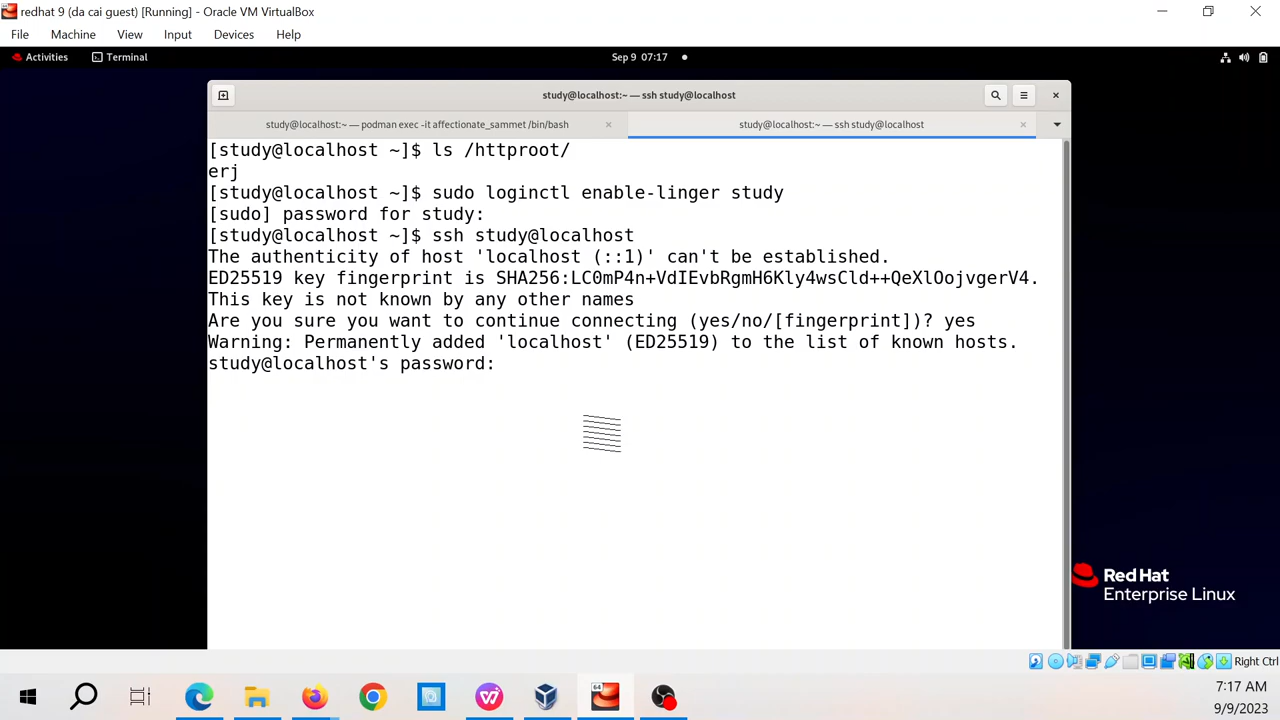 redhat 9 (da cai guest) [Running] - Oracle VM VirtualBox
File Machine View Input Devices Help
Activities Terminal Sep 9 07:17
study@localhost:~ — ssh study@localhost
study@localhost:~ — podman exec -it affectionate_sammet /bin/bash
study@localhost:~ — ssh study@localhost
[study@localhost ~]$ ls /httproot/
erj
[study@localhost ~]$ sudo loginctl enable-linger study
[sudo] password for study:
[study@localhost ~]$ ssh study@localhost
The authenticity of host 'localhost (::1)' can't be established.
ED25519 key fingerprint is SHA256:LC0mP4n+VdIEvbRgmH6Kly4wsCld++QeXlOojvgerV4.
This key is not known by any other names
Are you sure you want to continue connecting (yes/no/[fingerprint])? yes
Warning: Permanently added 'localhost' (ED25519) to the list of known hosts.
study@localhost's password:
Red Hat
Enterprise Linux
Right Ctrl
64
7:17 AM
9/9/2023